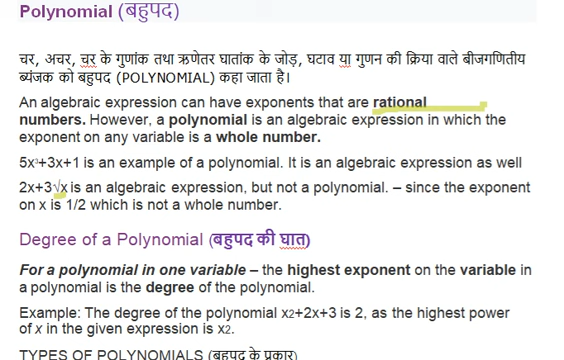 Polynomial (बहुपद)
चर, अचर, चर के गुणांक तथा ऋणेतर घातांक के जोड़, घटाव या गुणन की क्रिया वाले बीजगणितीय
ब्यंजक को बहुपद (POLYNOMIAL) कहा जाता है।
An algebraic expression can have exponents that are rational
numbers. However, a polynomial is an algebraic expression in which the
exponent on any variable is a whole number.
5x³+3x+1 is an example of a polynomial. It is an algebraic expression as well
2x+3√x is an algebraic expression, but not a polynomial. – since the exponent
on x is 1/2 which is not a whole number.
Degree of a Polynomial (बहुपद की घात)
For a polynomial in one variable – the highest exponent on the variable in
a polynomial is the degree of the polynomial.
Example: The degree of the polynomial x2+2x+3 is 2, as the highest power
of x in the given expression is x2.
TYPES OF POLYNOMIALS (बहुपद के प्रकार)